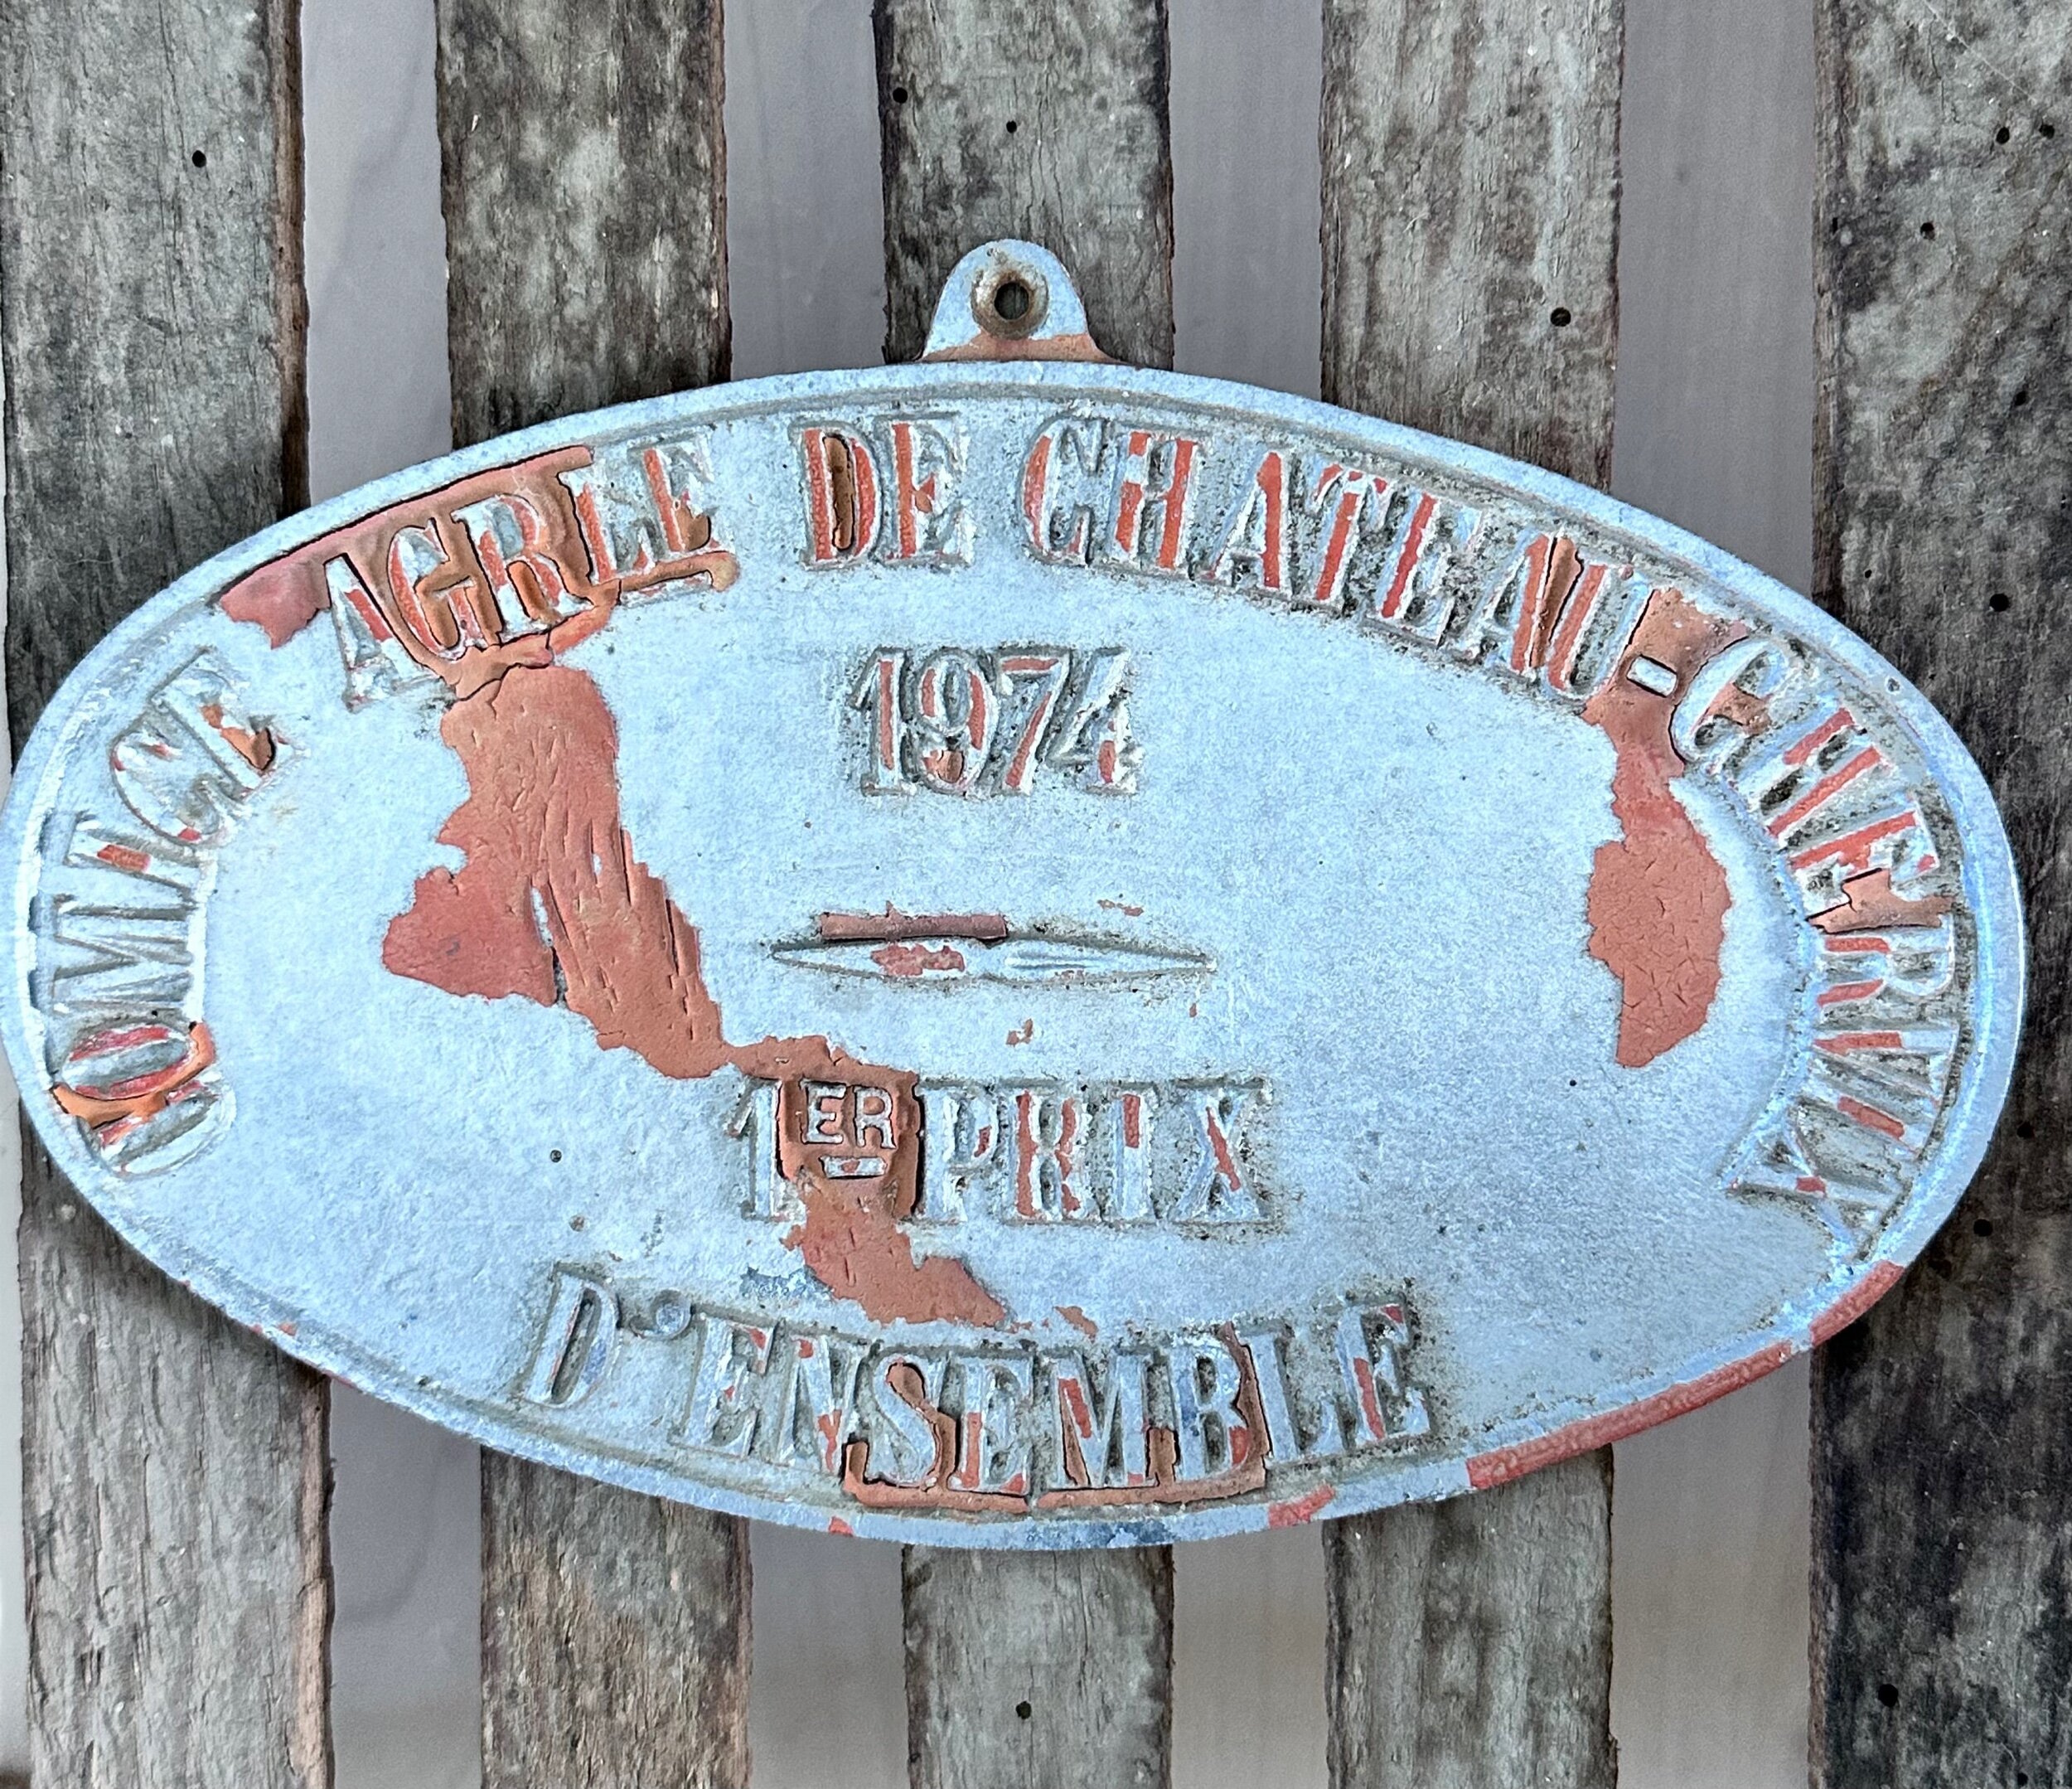 COMICE AGRLE DE CHATEAU-CHERVIX
1974
1ER PRIX
D'ENSEMBLE